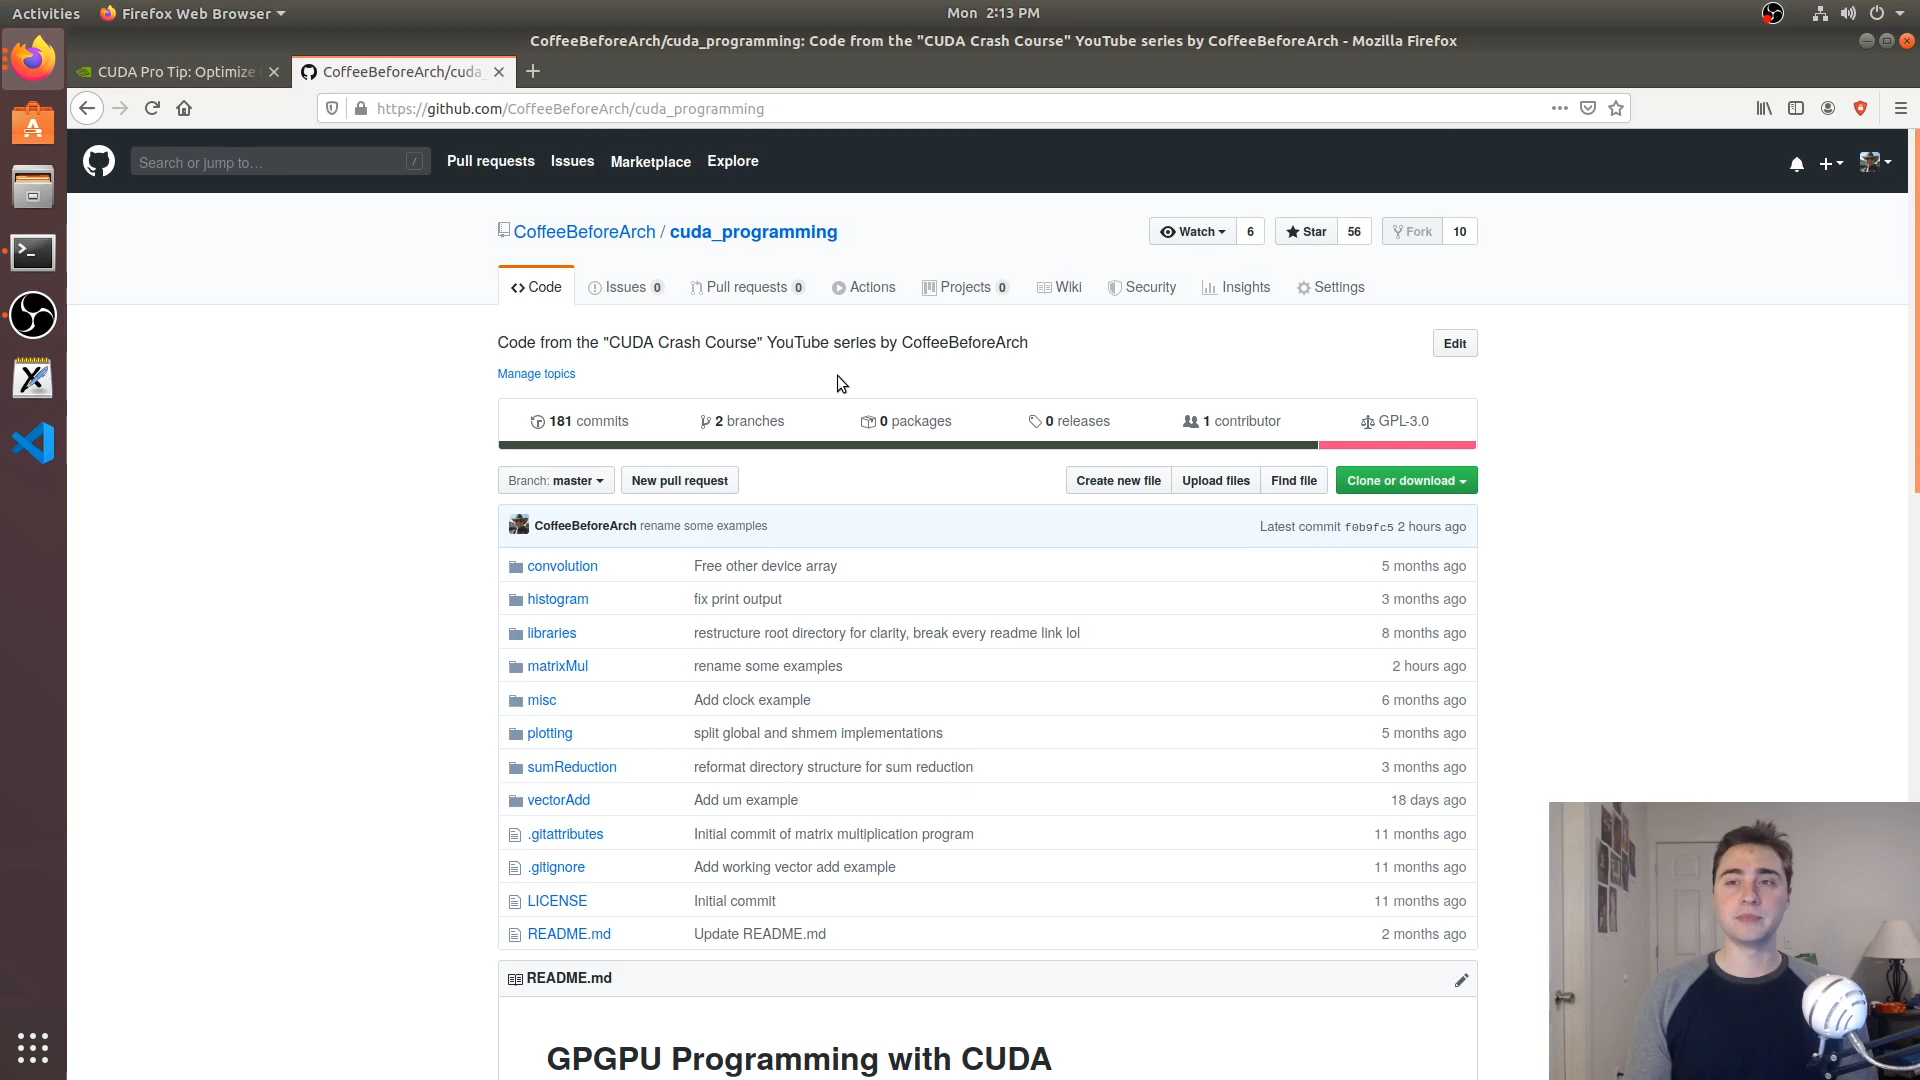 Activities Firefox Web Browser Mon 2:13 PM
CoffeeBeforeArch/cuda_programming: Code from the "CUDA Crash Course" YouTube series by CoffeeBeforeArch - Mozilla Firefox
CUDA Pro Tip: Optimize CoffeeBeforeArch/cuda_
https://github.com/CoffeeBeforeArch/cuda_programming
Search or jump to… / Pull requests Issues Marketplace Explore
CoffeeBeforeArch / cuda_programming Watch 6 Star 56 Fork 10
Code Issues 0 Pull requests 0 Actions Projects 0 Wiki Security Insights Settings
Code from the "CUDA Crash Course" YouTube series by CoffeeBeforeArch Edit
Manage topics
181 commits 2 branches 0 packages 0 releases 1 contributor GPL-3.0
Branch: master New pull request Create new file Upload files Find file Clone or download
CoffeeBeforeArch rename some examples Latest commit f0b9fc5 2 hours ago
convolution Free other device array 5 months ago
histogram fix print output 3 months ago
libraries restructure root directory for clarity, break every readme link lol 8 months ago
matrixMul rename some examples 2 hours ago
misc Add clock example 6 months ago
plotting split global and shmem implementations 5 months ago
sumReduction reformat directory structure for sum reduction 3 months ago
vectorAdd Add um example 18 days ago
.gitattributes Initial commit of matrix multiplication program 11 months ago
.gitignore Add working vector add example 11 months ago
LICENSE Initial commit 11 months ago
README.md Update README.md 2 months ago
README.md
GPGPU Programming with CUDA